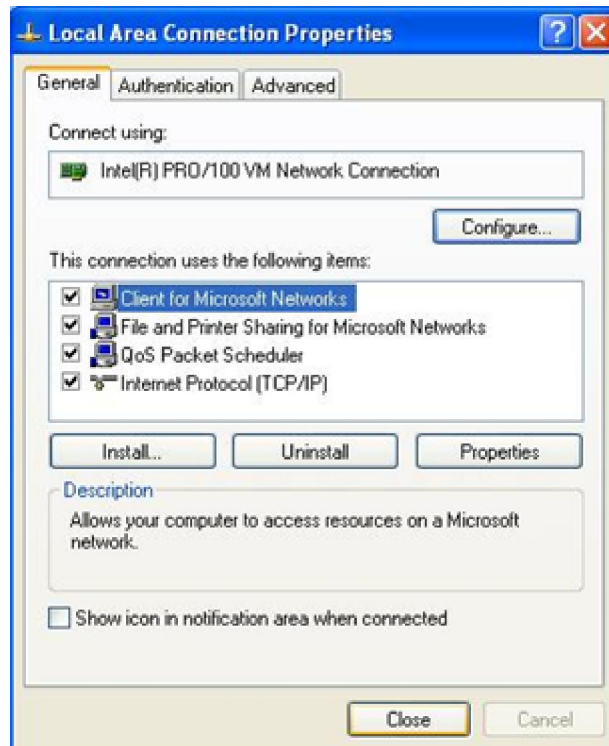 Local Area Connection Properties
General Authentication Advanced
Connect using:
Intel(R) PRO/100 VM Network Connection
Configure...
This connection uses the following items:
Client for Microsoft Networks
File and Printer Sharing for Microsoft Networks
QoS Packet Scheduler
Internet Protocol (TCP/IP)
Install... Uninstall Properties
Description
Allows your computer to access resources on a Microsoft
network.
Show icon in notification area when connected
Close Cancel